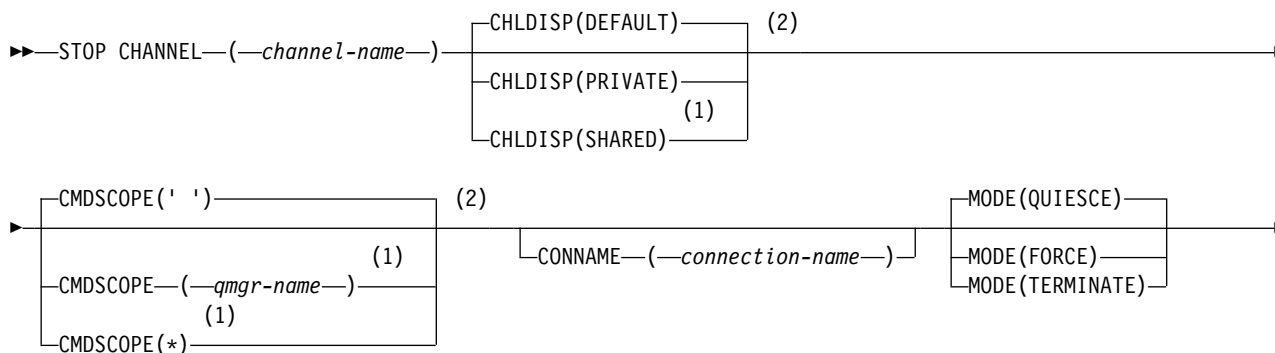 CHLDISP(DEFAULT) (2)
STOP CHANNEL ( channel-name )
CHLDISP(PRIVATE)
(1)
CHLDISP(SHARED)
CMDSCOPE(' ') (2) MODE(QUIESCE)
(1) CONNAME ( connection-name ) MODE(FORCE)
CMDSCOPE ( qmgr-name ) MODE(TERMINATE)
(1)
CMDSCOPE(*)